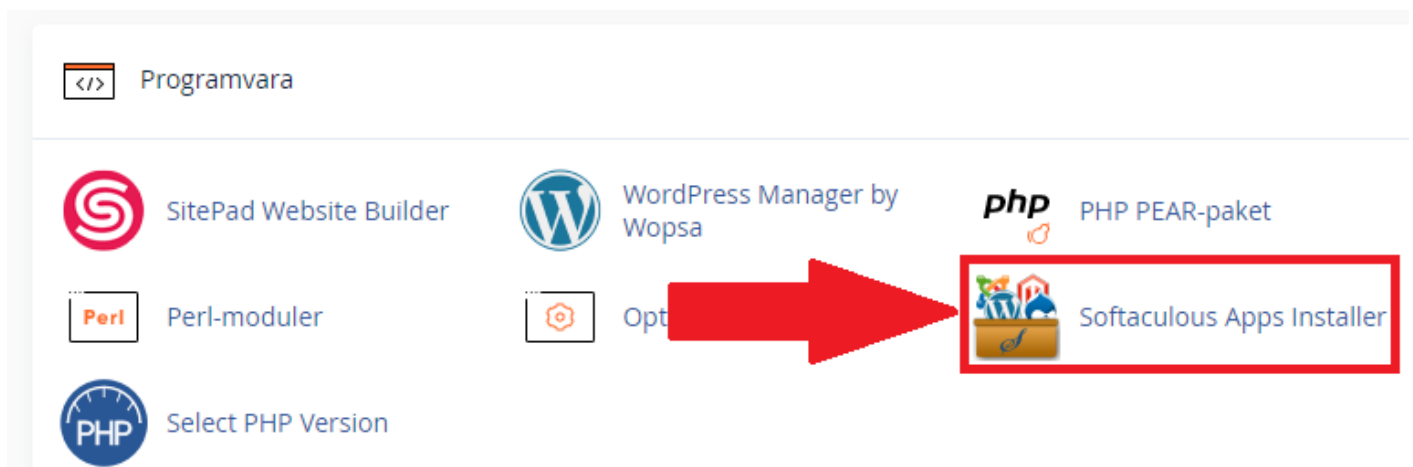 </> Programvara
SitePad Website Builder
WordPress Manager by
Wopsa
php PHP PEAR-paket
Perl Perl-moduler
Opt
Softaculous Apps Installer
PHP Select PHP Version